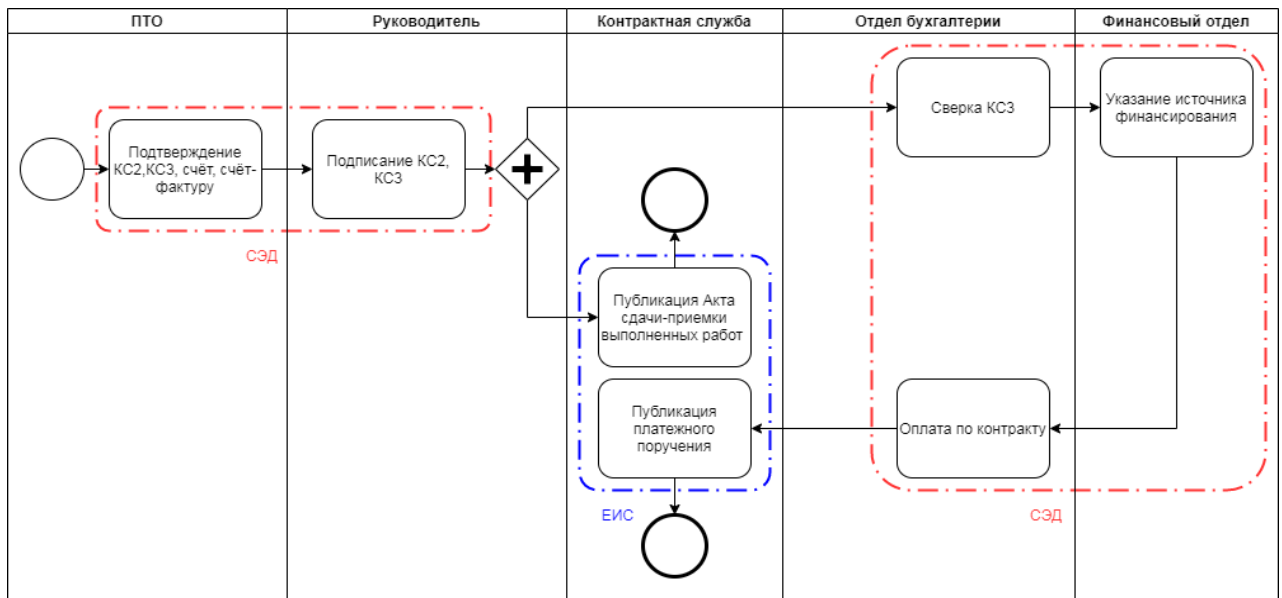 ПТО
Руководитель
Контрактная служба
Отдел бухгалтерии
Финансовый отдел
Подтверждение
КС2,КС3, счёт, счёт-
фактуру
Подписание КС2,
КС3
СЭД
Сверка КС3
Указание источника
финансирования
Публикация Акта
сдачи-приемки
выполненных работ
Публикация
платежного
поручения
Оплата по контракту
ЕИС
СЭД